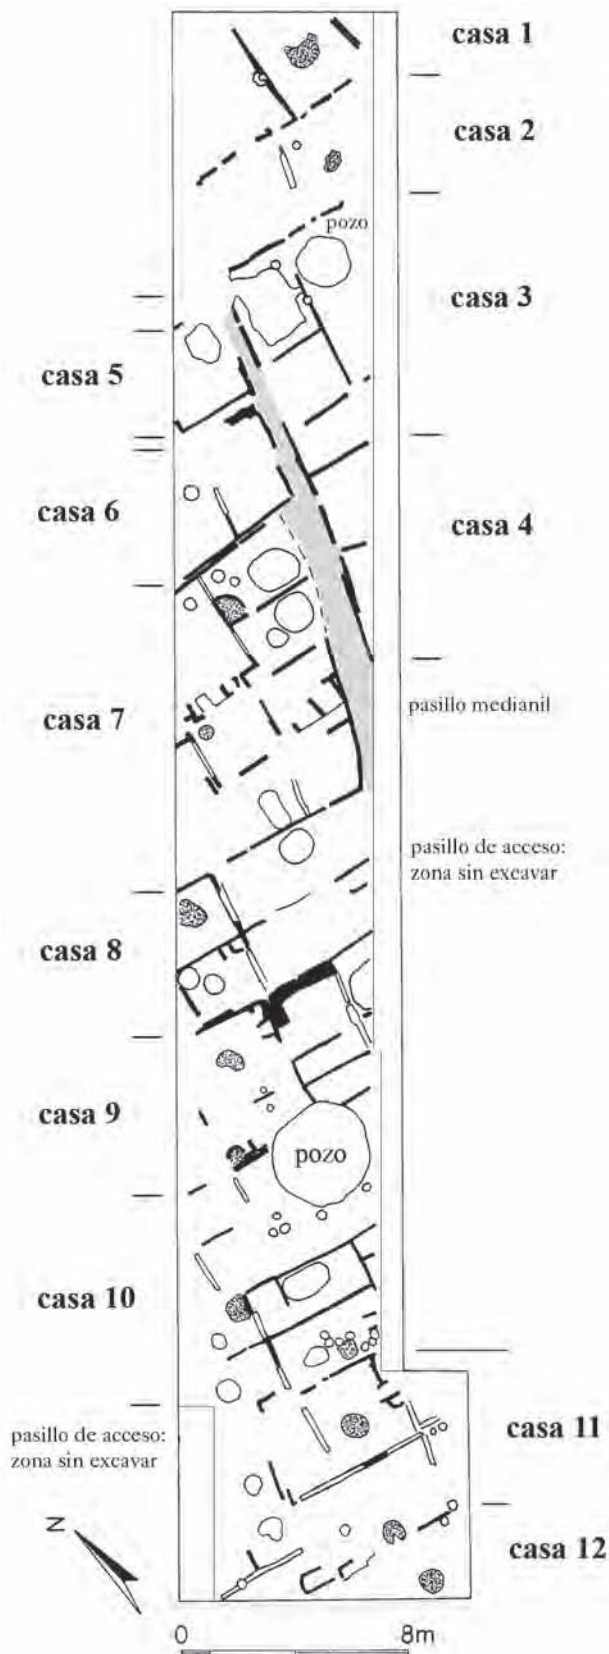 casa 1
casa 2
pozo
casa 3
casa 5
casa 6
casa 4
casa 7
pasillo medianil
pasillo de acceso:
zona sin excavar
casa 8
casa 9
pozo
casa 10
pasillo de acceso:
zona sin excavar
casa 11
N
casa 12
0 8m